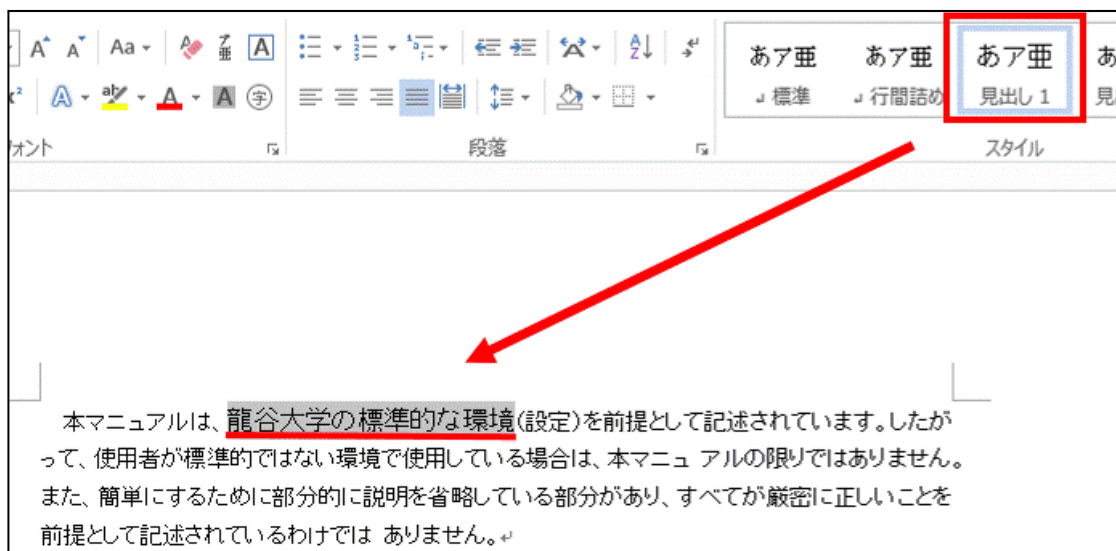 Aa
ア
亜
A
aby
A
A
字
A
Z
あア亜
あア亜
あア亜
標準
行間詰め
見出し 1
フォント
段落
スタイル
本マニュアルは、龍谷大学の標準的な環境(設定)を前提として記述されています。したが
って、使用者が標準的ではない環境で使用している場合は、本マニュ アルの限りではありません。
また、簡単にするために部分的に説明を省略している部分があり、すべてが厳密に正しいことを
前提として記述されているわけでは ありません。